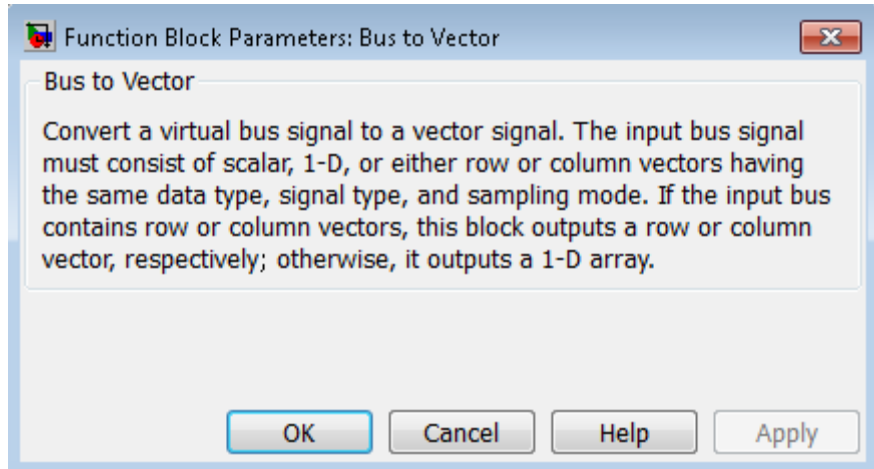 Function Block Parameters: Bus to Vector
Bus to Vector
Convert a virtual bus signal to a vector signal. The input bus signal
must consist of scalar, 1-D, or either row or column vectors having
the same data type, signal type, and sampling mode. If the input bus
contains row or column vectors, this block outputs a row or column
vector, respectively; otherwise, it outputs a 1-D array.
OK Cancel Help Apply